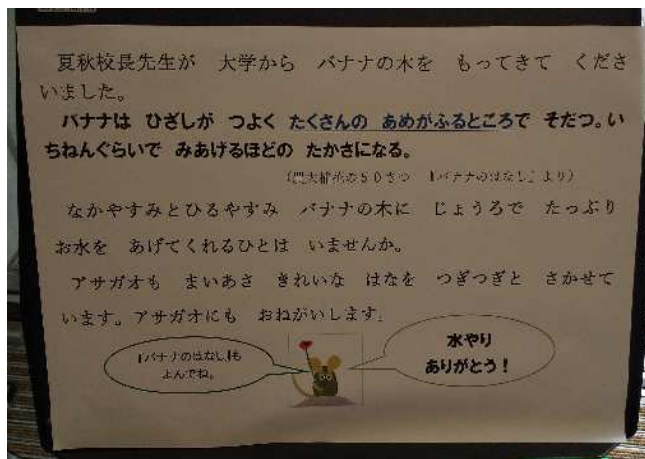 夏秋校長先生が 大学から バナナの木を もってきて くださ
いました。
バナナは ひざしが つよく たくさんの あめがふるところで そだつ。い
ちねんぐらいで みあげるほどの たかさになる。
の50さつ 『バナナのはなし』より)
なかやすみとひるやすみ バナナの木に じょうろで たっぷり
お水を あげてくれるひとは いませんか。
アサガオも まいあさ きれいな はなを つぎつぎと さかせて
います。アサガオにも おねがいします。
『バナナのはなし』も
よんでね。
水やり
ありがとう!